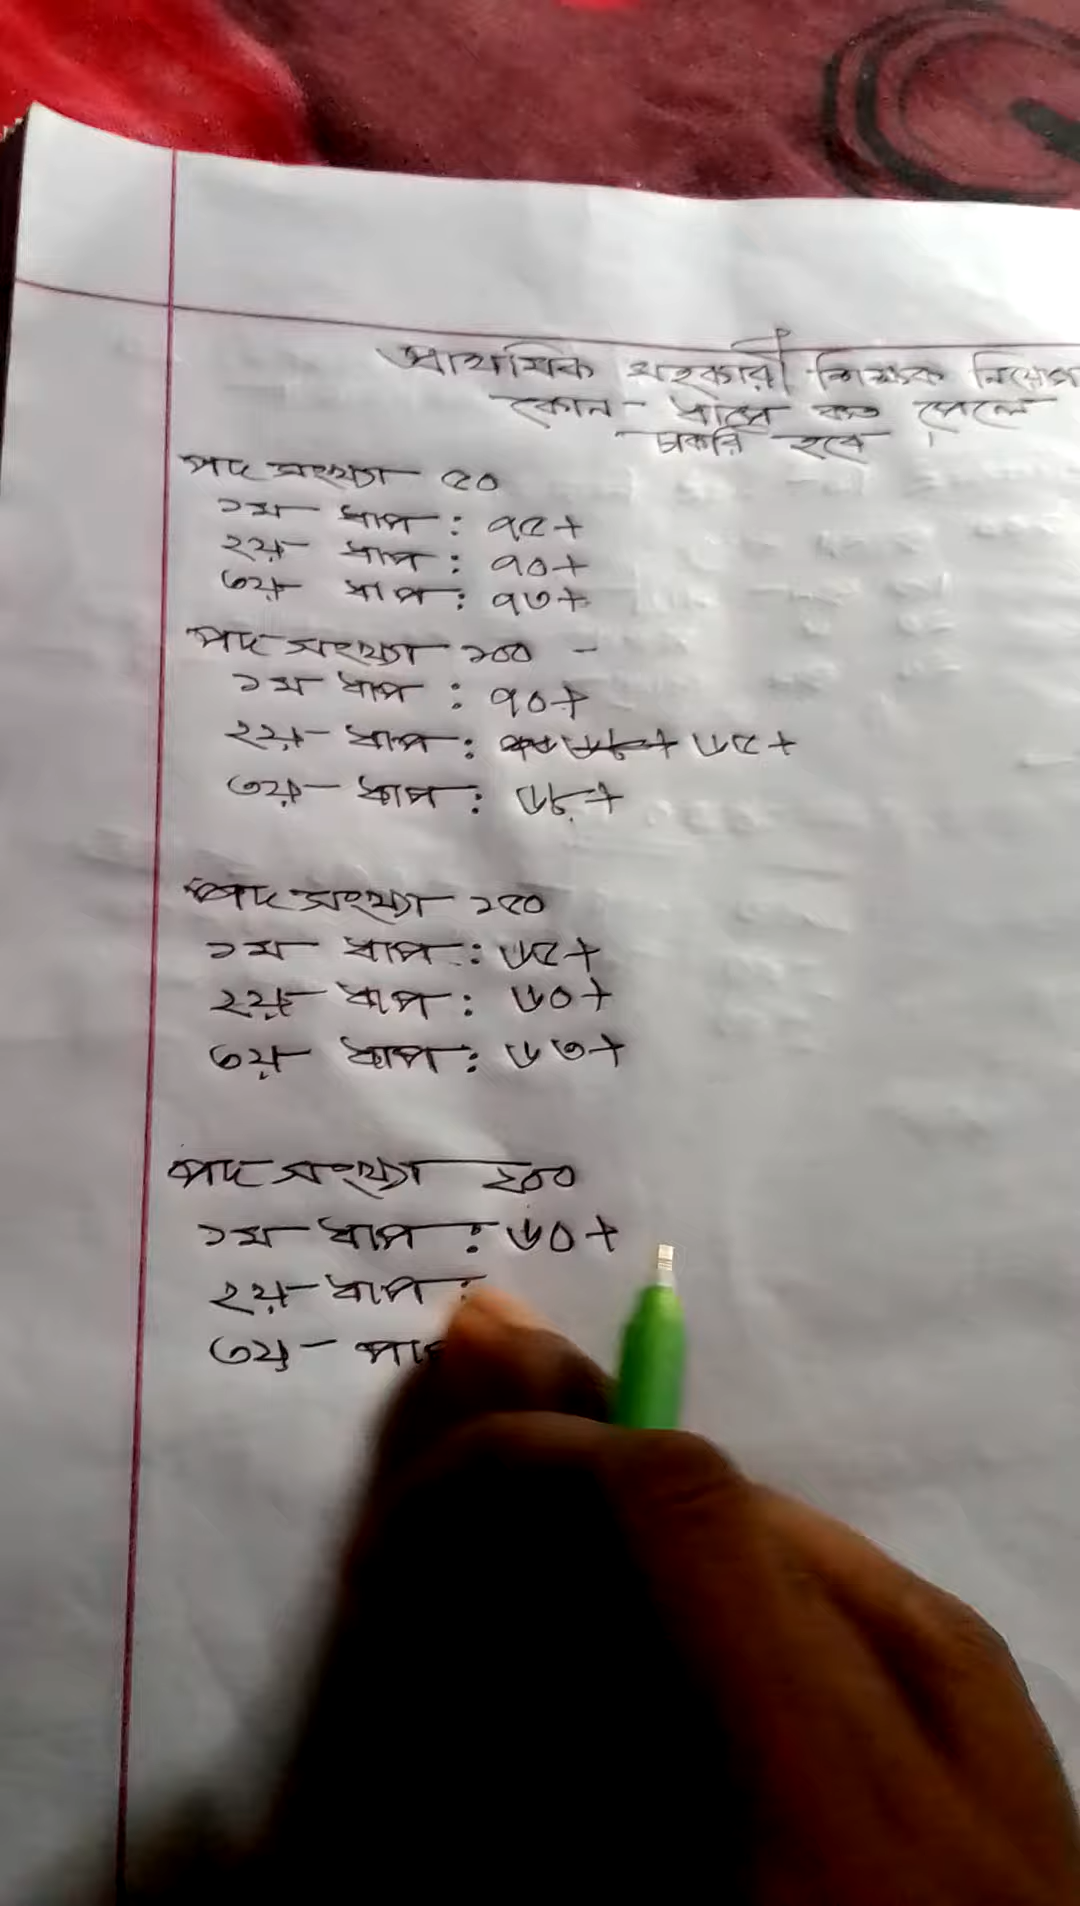 প্রাথমিক সহকারী শিক্ষক নিয়োগ
কোন ধাপে কত পেলে
চাকরি হবে।
পদ সংখ্যা ৫০
১ম ধাপ : ৭৫+
২য় ধাপ : ৭০+
৩য় ধাপ : ৭৩+
পদ সংখ্যা ১০০ -
১ম ধাপ : ৭০+
২য় - ধাপ : ৬৫+
৩য় - ধাপ : ৬৮+
পদ সংখ্যা ১৫০
১ম ধাপ : ৬৫+
২য় ধাপ : ৬০+
৩য় ধাপ : ৬৩+
পদ সংখ্যা ২০০
১ম ধাপ : ৬০+
২য় ধাপ :
৩য় -